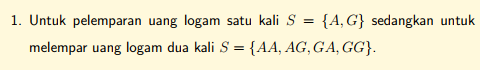 1. Untuk pelemparan uang logam satu kali S = {A, G} sedangkan untuk
melempar uang logam dua kali S = {AA, AG, GA, GG}.